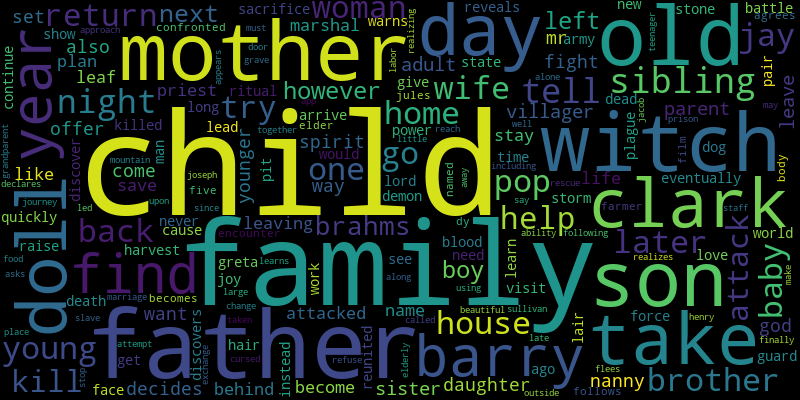 set return next
sacrifice woman
reveals
new stone battle
show
confronted
warns marshal
realizing
day
old
teenager
agrees
jay
approach
must
mother
left
mr army
year
also
plan
door
grave
appears
priest
ritual
however
adult
state
fight
sibling
pair
continue
leaf
night
long
try
wife
tell
parent
leave
offer
killed
elder
jules
give
home
villager
dead
plague
jacob
alone
labor
arrive
power
little
reach
stay
dog
may
grandparent
discover
like
man
lead
together
spirit
would
time
well
prison
film
body
come
mountain
joseph
younger
pit
one
go
witch
save
five
child
named
away
lord
demon
pop
eventually
life
declares
journey
led
upon
since
way
including
say
rescue
storm
farmer
staff
quickly
never
leaving
brahms
help
clark
world
doll
back
cause
encounter
dy
ability
following
realizes
raise
harvest
greta
learns
see
blood
need
boy
learn
later
love
attack
baby
make
food
asks
death
find
joy
large
work
along
using
visit
son
god
marriage
becomes
family
change
attacked
name
beautiful
sullivan
force
henry
finally
place
slave
want
discovers
taken
called
late
house
lair
take
guard
young
father
attempt
hair
cursed
reunited
elderly
barry
ago
flees
nanny
kill
stop
get
exchange
instead
refuse
face
decides
behind
become
sister
daughter
outside
follows
brother